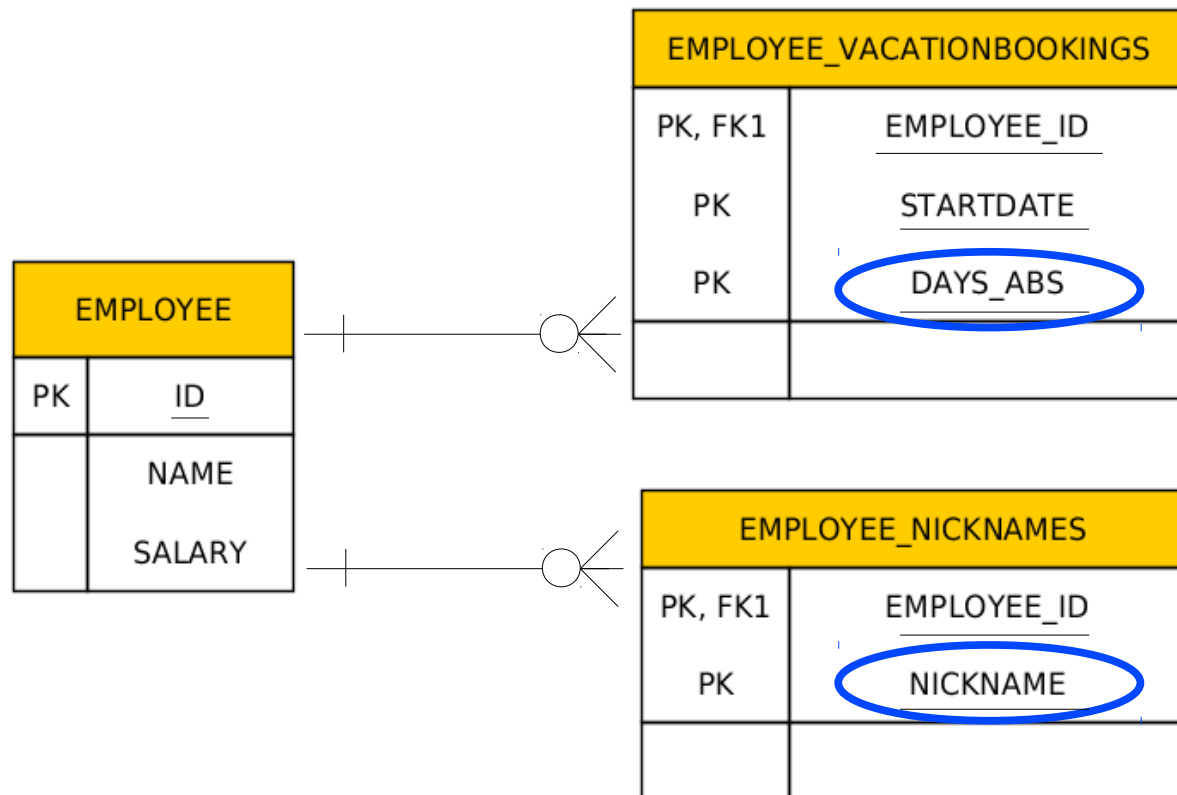 EMPLOYEE_VACATIONBOOKINGS
PK, FK1 EMPLOYEE_ID
PK STARTDATE
PK DAYS_ABS
EMPLOYEE
PK ID
NAME
SALARY
EMPLOYEE_NICKNAMES
PK, FK1 EMPLOYEE_ID
PK NICKNAME